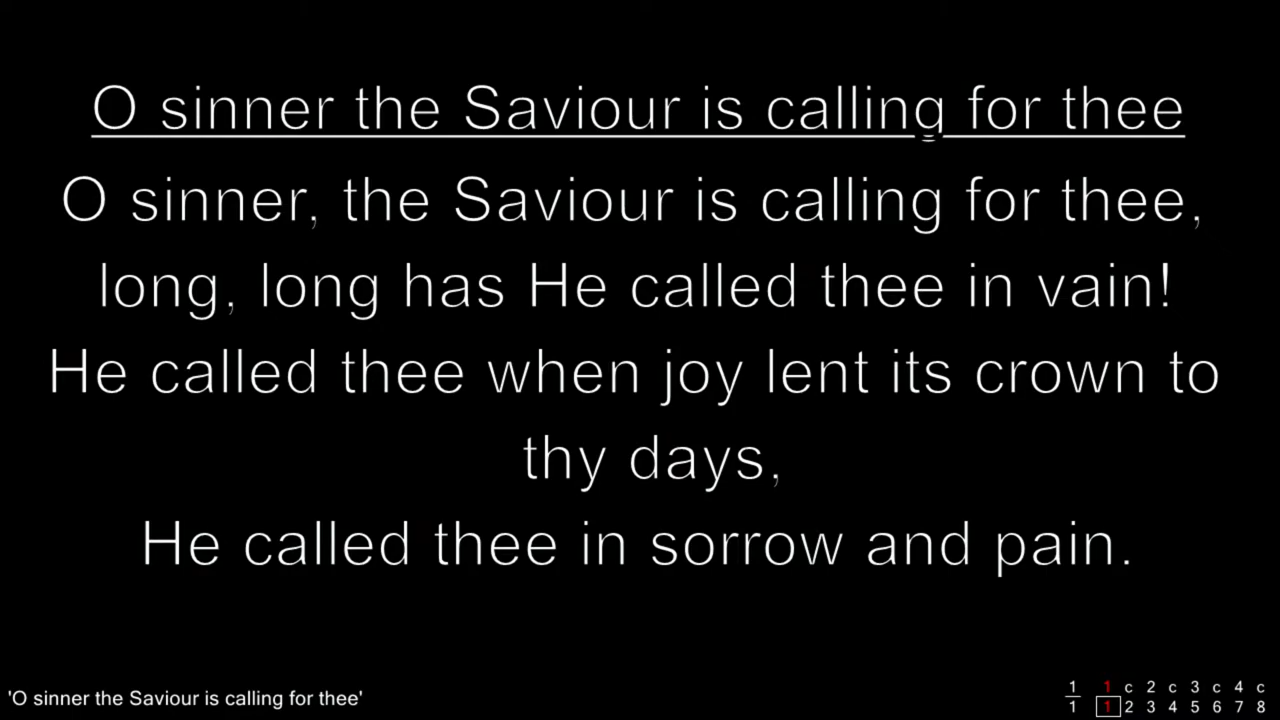 O sinner the Saviour is calling for thee
O sinner, the Saviour is calling for thee,
long, long has He called thee in vain!
He called thee when joy lent its crown to
thy days,
He called thee in sorrow and pain.
'O sinner the Saviour is calling for thee'
1 1 c 2 c 3 c 4 c
1 1 2 3 4 5 6 7 8